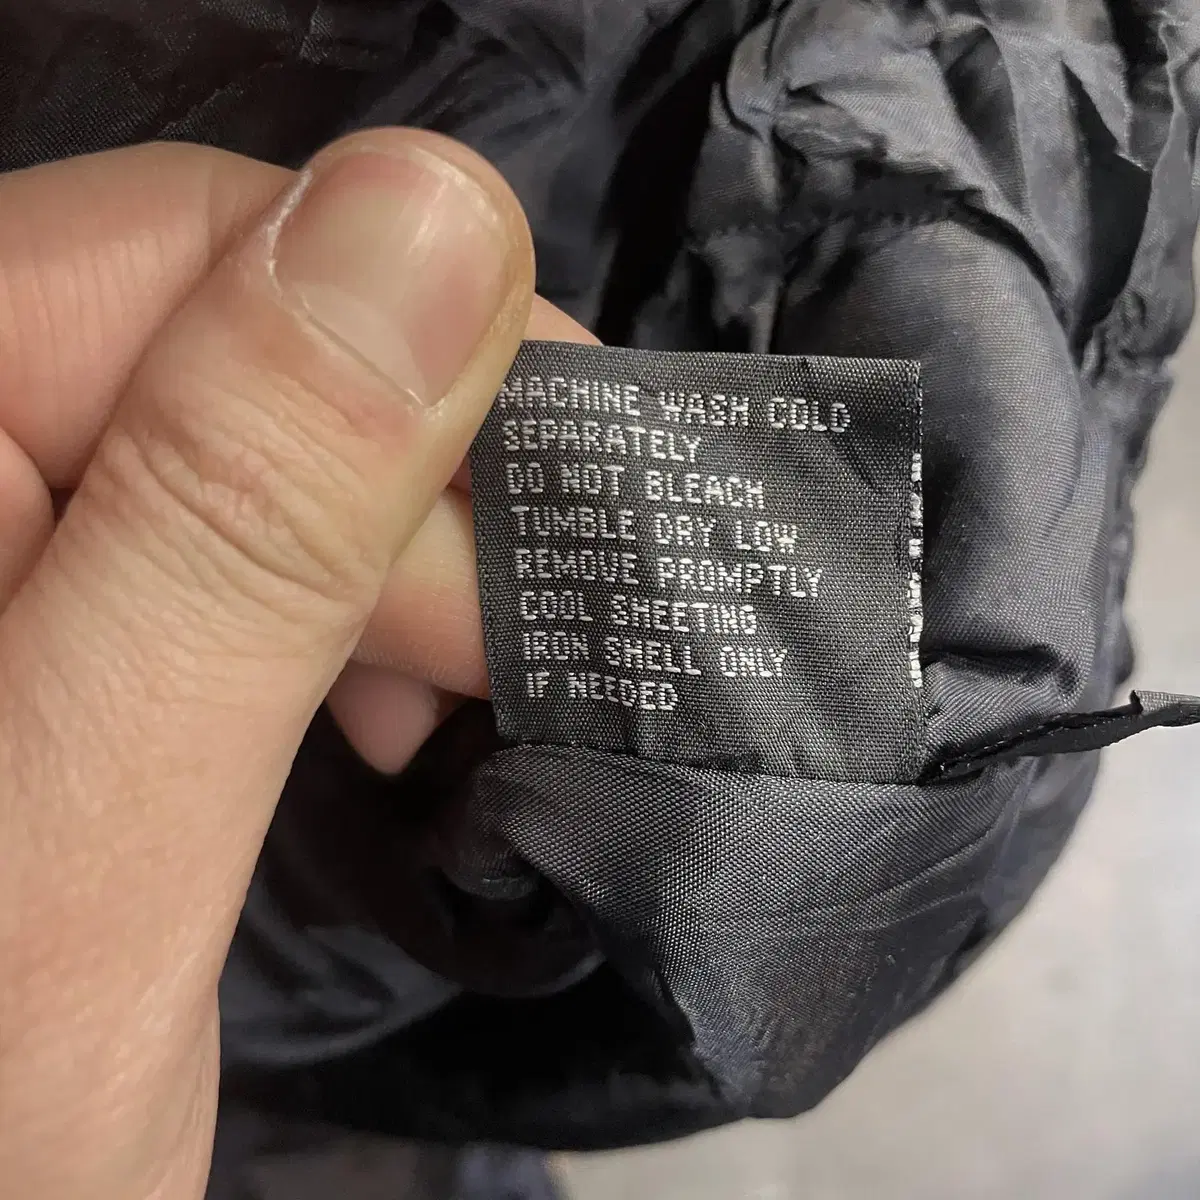 MACHINE WASH COLD
SEPARATELY
DO NOT BLEACH
TUMBLE DRY LOW
REMOVE PROMPTLY
COOL SHEETING
IRON SHELL ONLY
IF NEEDED